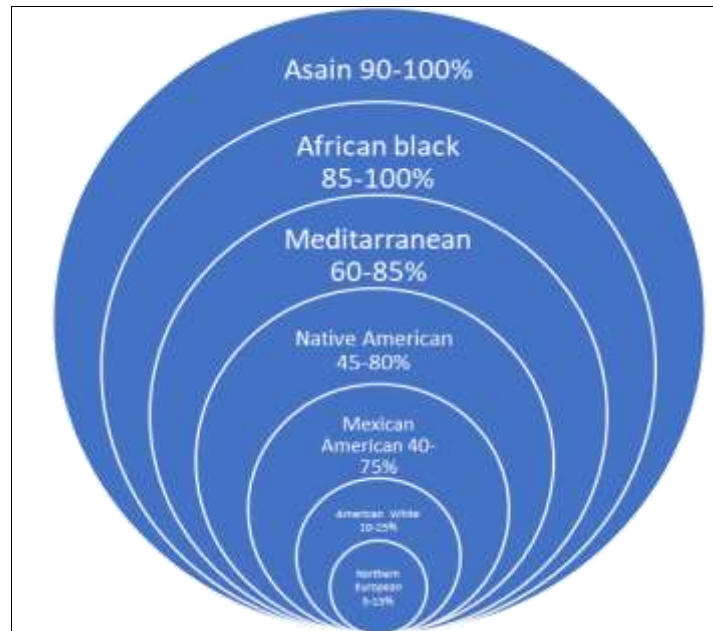 Asain 90-100%
African black
85-100%
Meditarranean
60-85%
Native American
45-80%
Mexican
American 40-
75%
American White
10-25%
Northern
European
5-15%